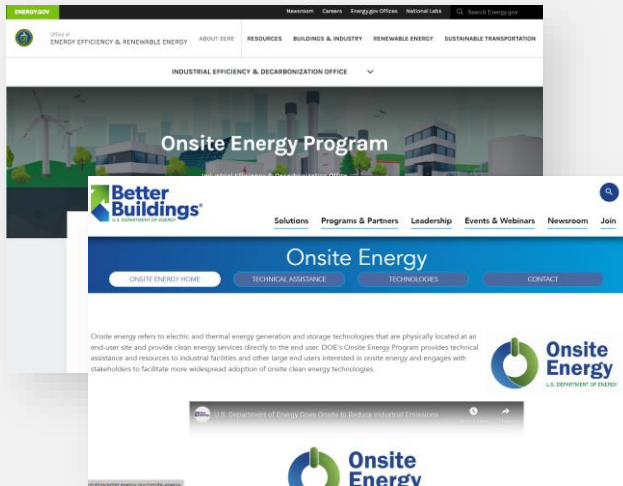 ENERGY.GOV
Newsroom Careers Energy.gov Offices National Labs Search Energy.gov
Office of
ENERGY EFFICIENCY & RENEWABLE ENERGY
ABOUT EERE RESOURCES BUILDINGS & INDUSTRY RENEWABLE ENERGY SUSTAINABLE TRANSPORTATION
INDUSTRIAL EFFICIENCY & DECARBONIZATION OFFICE
Onsite Energy Program
Industrial Efficiency & Decarbonization Office
Better
Buildings®
U.S. DEPARTMENT OF ENERGY
Solutions Programs & Partners Leadership Events & Webinars Newsroom Join
Onsite Energy
ONSITE ENERGY HOME TECHNICAL ASSISTANCE TECHNOLOGIES CONTACT
Onsite energy refers to electric and thermal energy generation and storage technologies that are physically located at an
end-user site and provide clean energy services directly to the end user. DOE's Onsite Energy Program provides technical
assistance and resources to industrial facilities and other large end users interested in onsite energy and engages with
stakeholders to facilitate more widespread adoption of onsite clean energy technologies.
Onsite
Energy
U.S. DEPARTMENT OF ENERGY
U.S. Department of Energy Goes Onsite to Reduce Industrial Emissions
Onsite
Energy